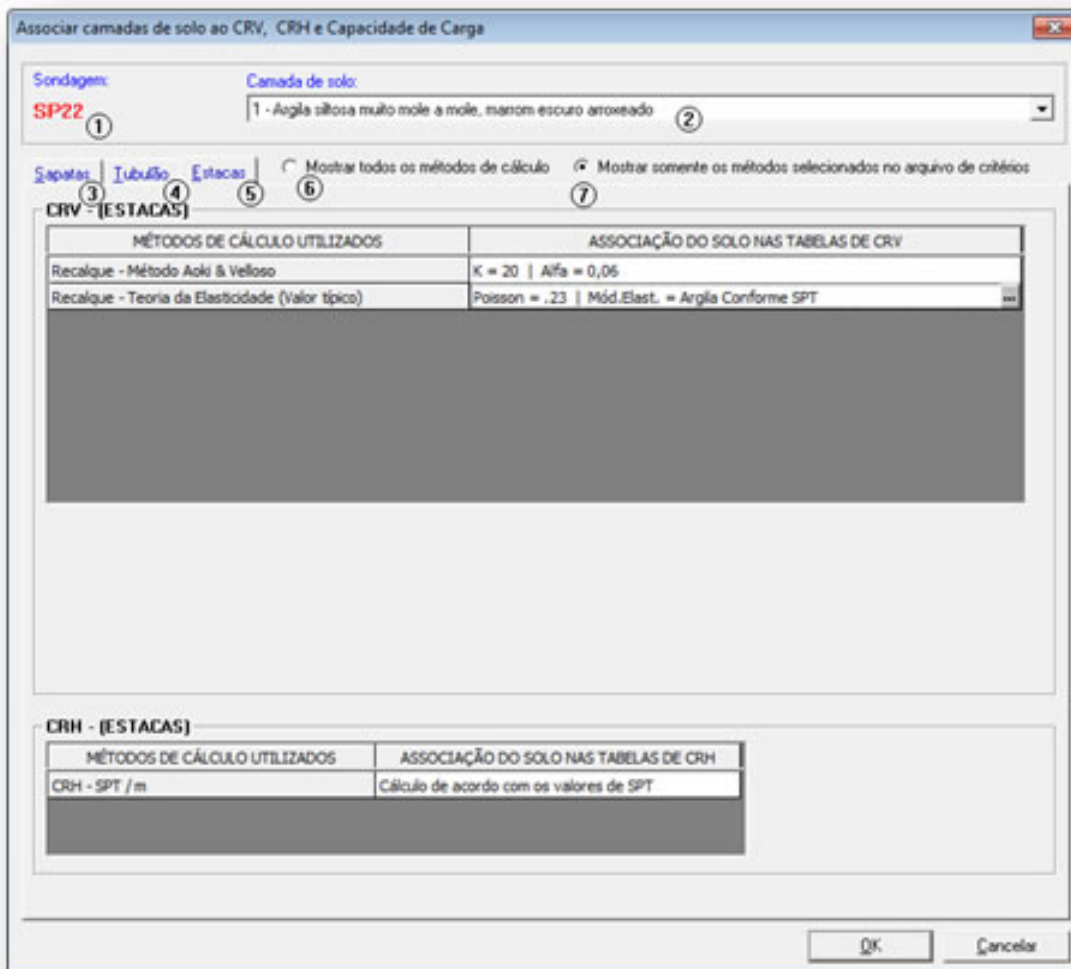 Associar camadas de solo ao CRV, CRH e Capacidade de Carga
Sondagem:
Camada de solo:
SP22
1
1 - Argila siltosa muito mole a mole, marrom escuro arroxeado
2
Sapatas Tubulão Estacas Mostrar todos os métodos de cálculo Mostrar somente os métodos selecionados no arquivo de critérios
3 4 5 6 7
CRV - (ESTACAS)
MÉTODOS DE CÁLCULO UTILIZADOS ASSOCIAÇÃO DO SOLO NAS TABELAS DE CRV
Recalque - Método Aoki & Velloso K = 20 | Alfa = 0,06
Recalque - Teoria da Elasticidade (Valor típico) Poisson = .23 | Mód.Elast. = Argila Conforme SPT ...
CRH - (ESTACAS)
MÉTODOS DE CÁLCULO UTILIZADOS ASSOCIAÇÃO DO SOLO NAS TABELAS DE CRH
CRH - SPT / m Cálculo de acordo com os valores de SPT
OK Cancelar